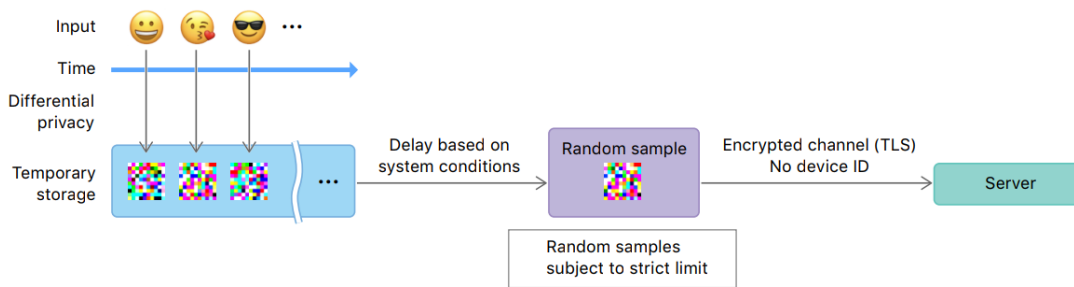 Input
...
Time
Differential
privacy
Temporary
storage
...
Delay based on
system conditions
Random sample
Encrypted channel (TLS)
No device ID
Server
Random samples
subject to strict limit